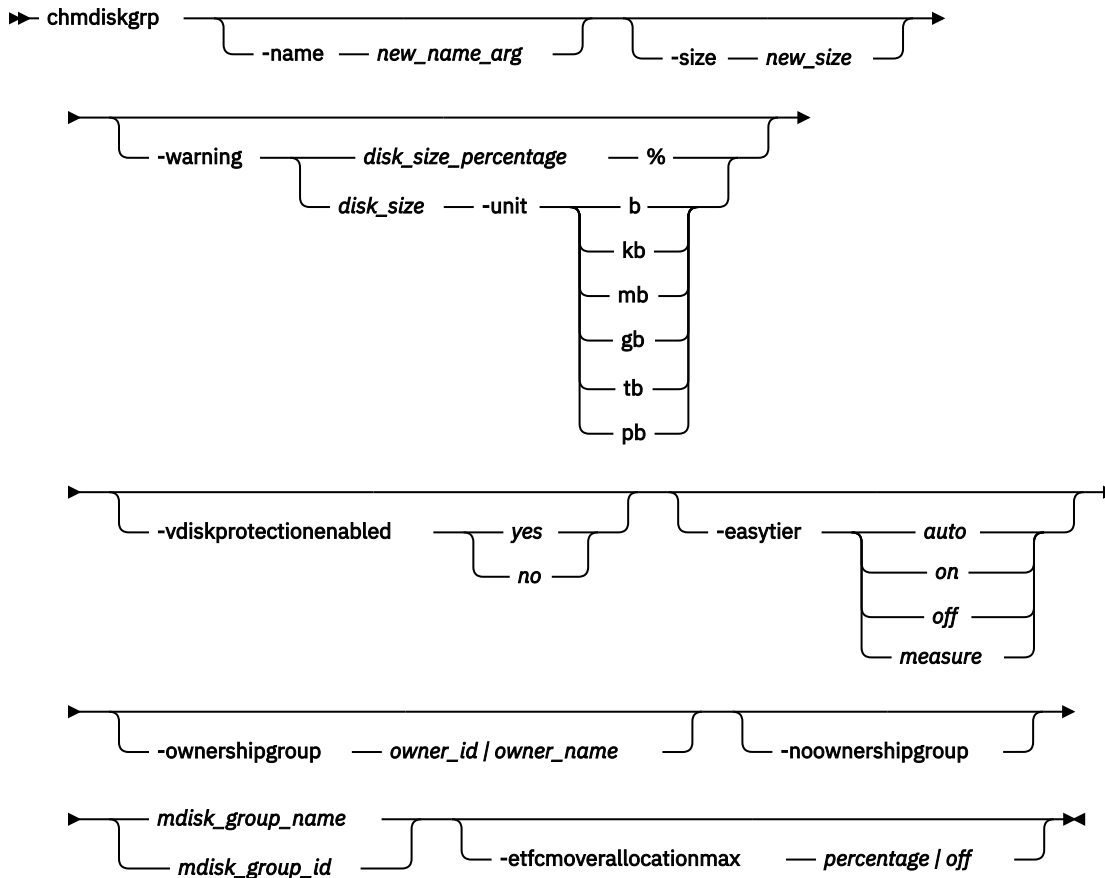 chmdiskgrp
-name new_name_arg -size new_size
-warning disk_size_percentage %
disk_size -unit b
kb
mb
gb
tb
pb
-vdiskprotectionenabled yes -easytier auto
no on
off
measure
-ownershipgroup owner_id | owner_name -noownershipgroup
mdisk_group_name
mdisk_group_id -etfcmoverallocationmax percentage | off